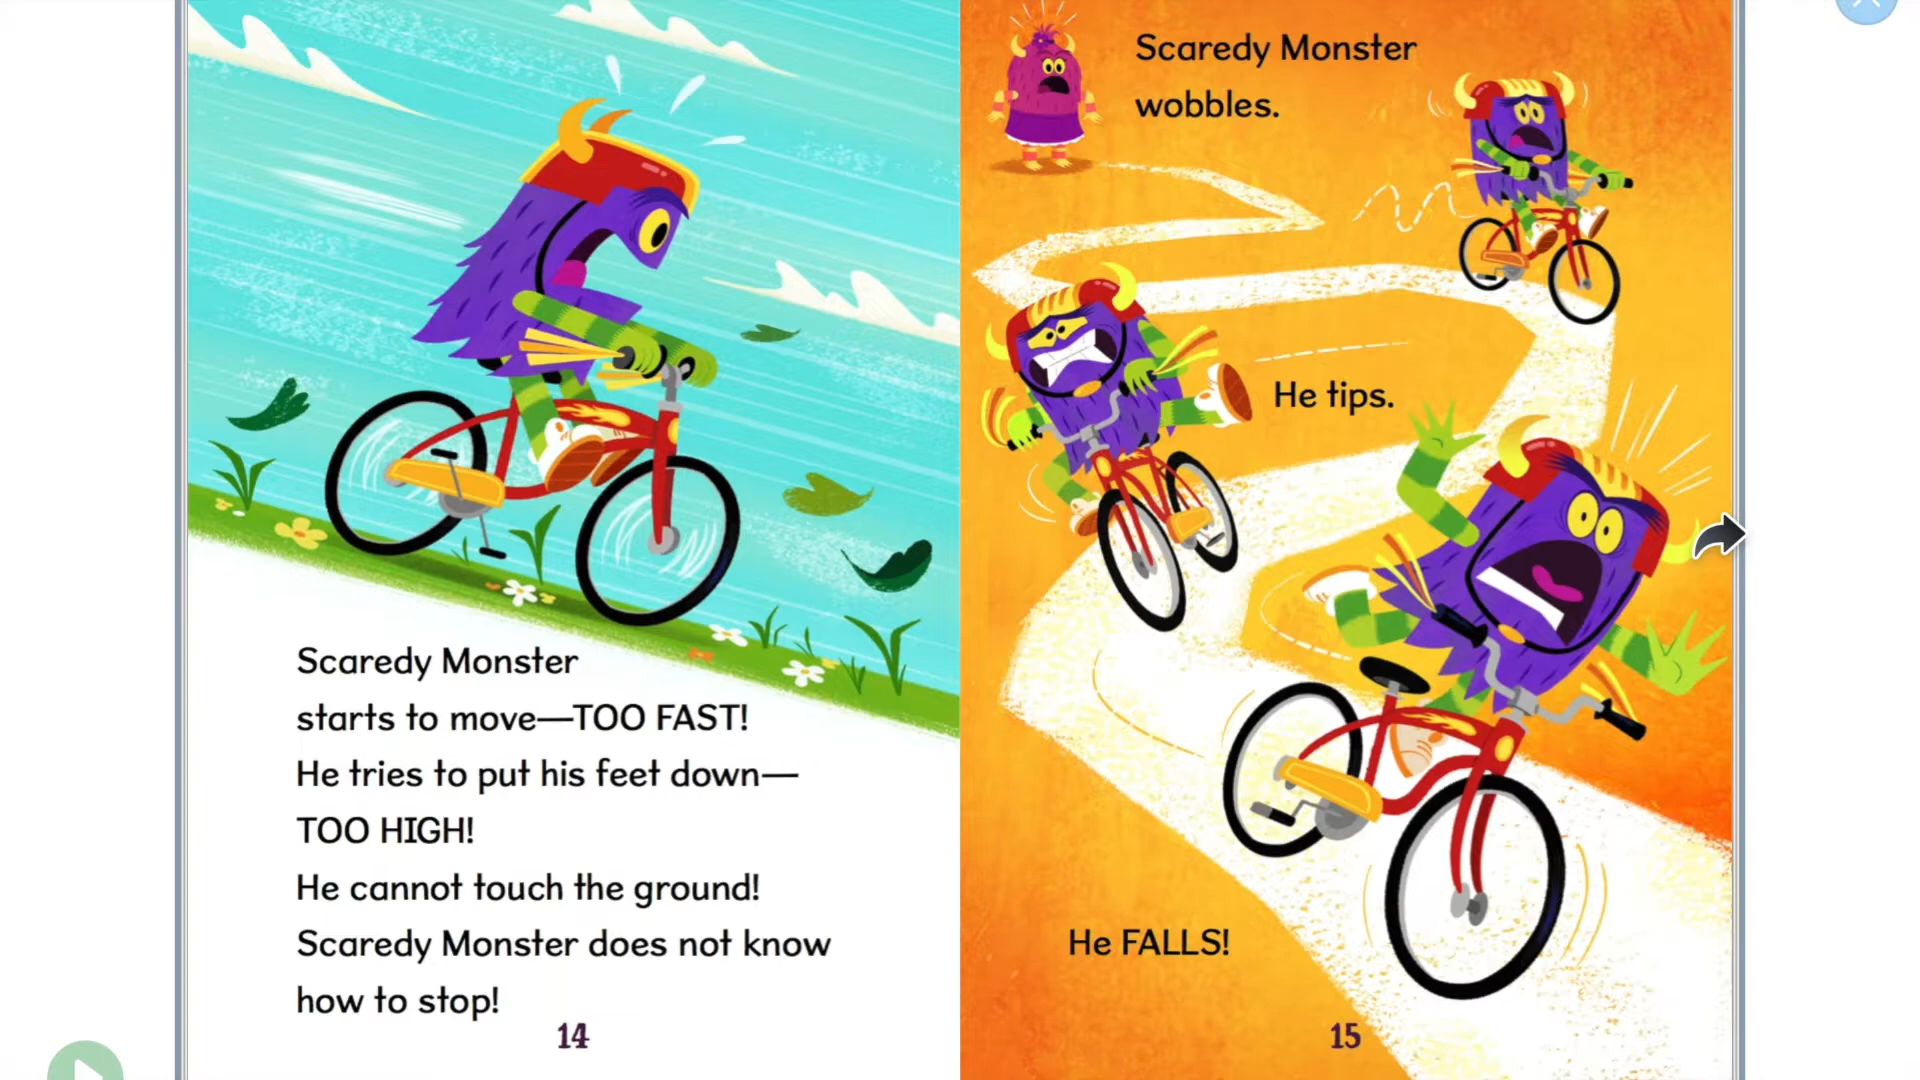 Scaredy Monster
starts to move—TOO FAST!
He tries to put his feet down—
TOO HIGH!
He cannot touch the ground!
Scaredy Monster does not know
how to stop!
14
Scaredy Monster
wobbles.
He tips.
He FALLS!
15